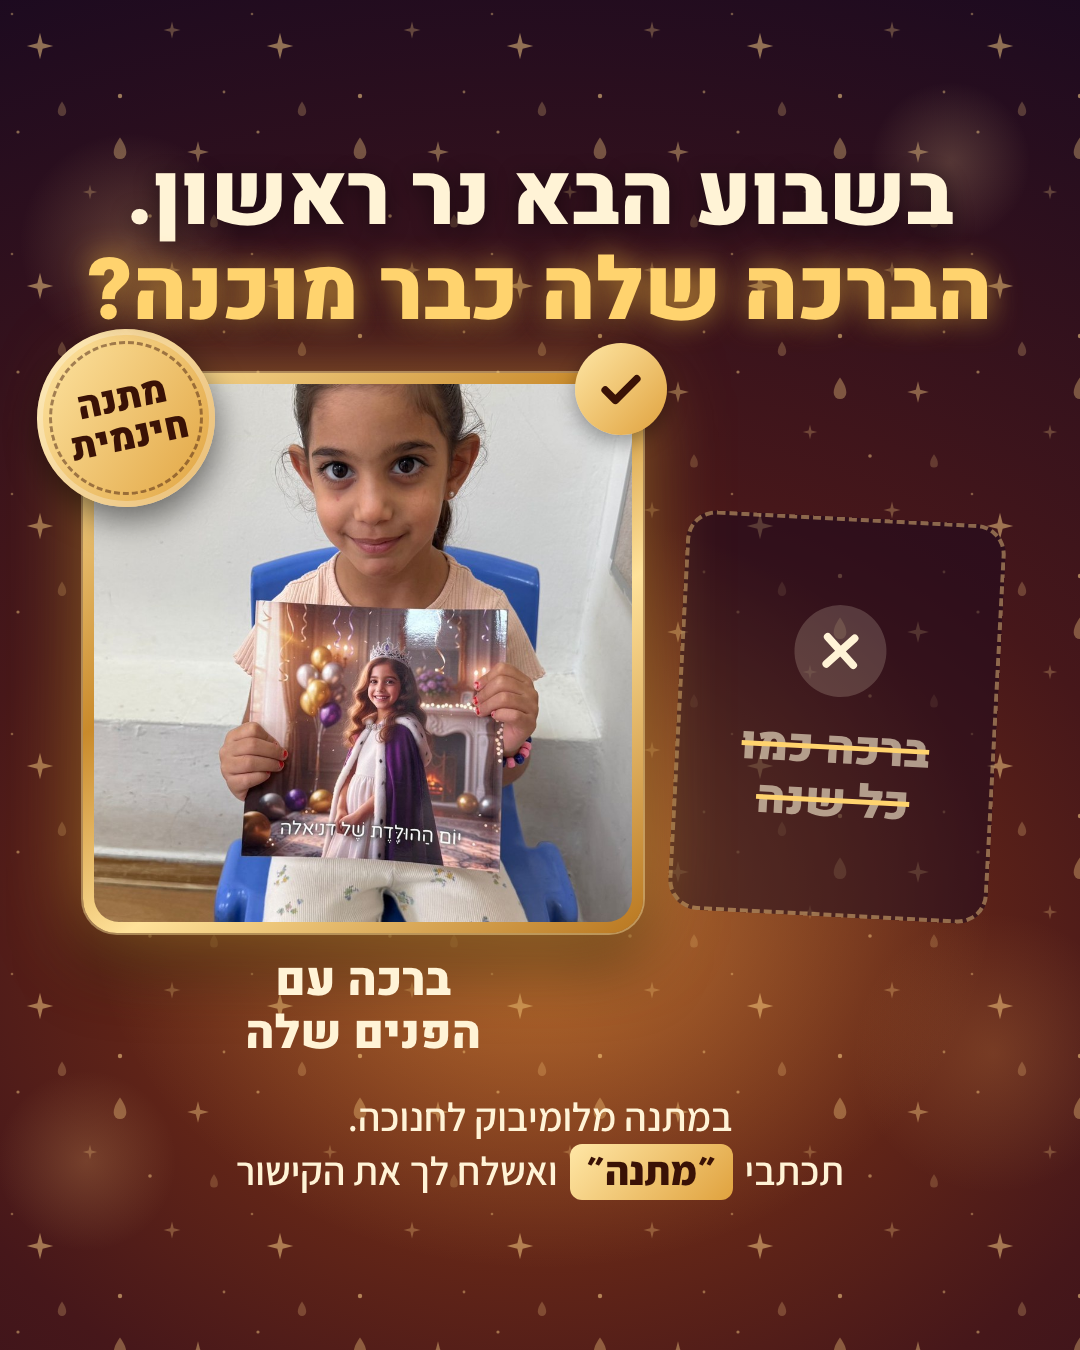 בשבוע הבא נר ראשון.
הברכה שלה כבר מוכנה?
מתנה
חינמית
יוֹם הַהוּלֶּדֶת שֶׁל דניאלה
ברכה כמו
כל שנה
ברכה עם
הפנים שלה
במתנה מלומיבוק לחנוכה.
תכתבי ״מתנה״ ואשלח לך את הקישור